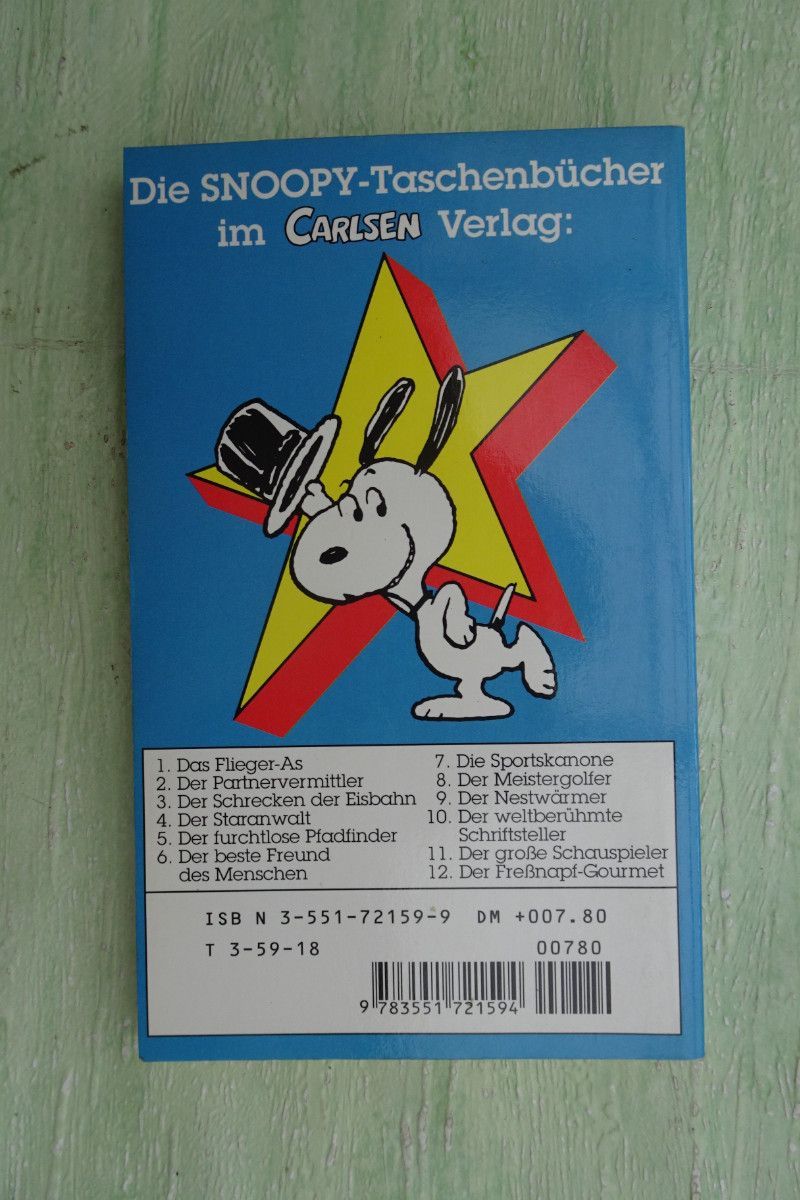 Die SNOOPY-Taschenbücher
im CARLSEN Verlag:
1. Das Flieger-As
2. Der Partnervermittler
3. Der Schrecken der Eisbahn
4. Der Staranwalt
5. Der furchtlose Pfadfinder
6. Der beste Freund
des Menschen
7. Die Sportskanone
8. Der Meistergolfer
9. Der Nestwärmer
10. Der weltberühmte
Schriftsteller
11. Der große Schauspieler
12. Der Freßnapf-Gourmet
ISB N 3-551-72159-9 DM +007.80
T 3-59-18 00780
9 783551 721594